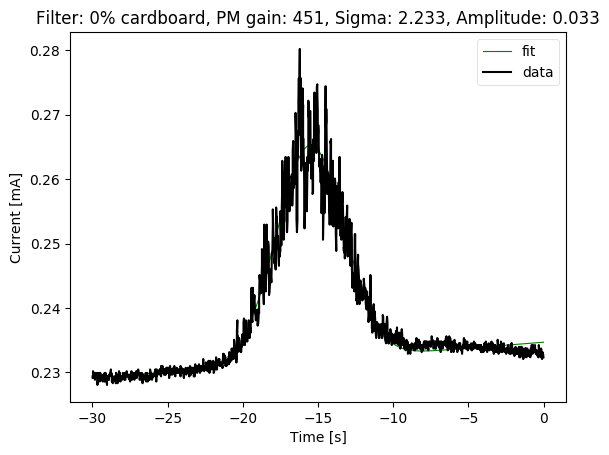 Filter: 0% cardboard, PM gain: 451, Sigma: 2.233, Amplitude: 0.033
fit
data
0.28
0.27
0.26
0.25
0.24
0.23
Current [mA]
−30
−25
−20
−15
−10
−5
0
Time [s]